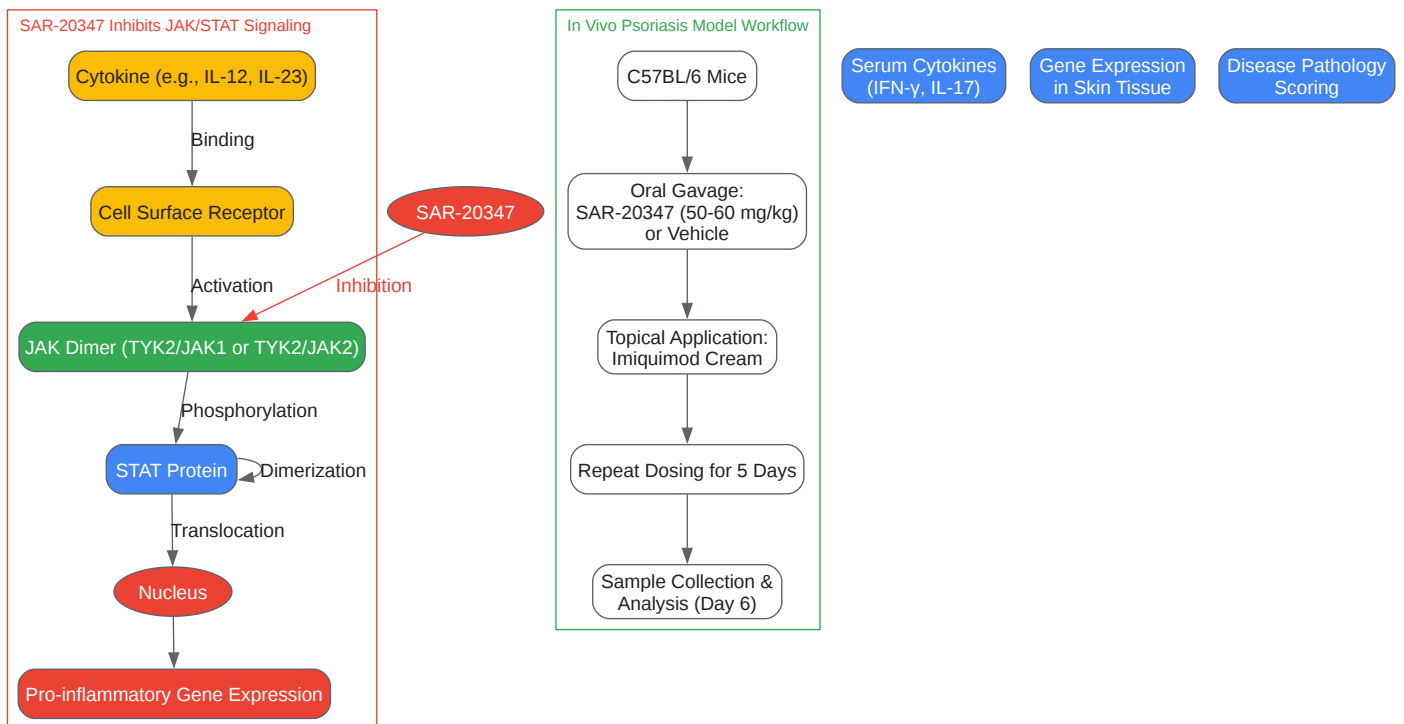 SAR-20347 Inhibits JAK/STAT Signaling
Cytokine (e.g., IL-12, IL-23)
Binding
Cell Surface Receptor
SAR-20347
Activation
Inhibition
JAK Dimer (TYK2/JAK1 or TYK2/JAK2)
Phosphorylation
STAT Protein
Dimerization
Translocation
Nucleus
Pro-inflammatory Gene Expression
In Vivo Psoriasis Model Workflow
C57BL/6 Mice
Oral Gavage:
SAR-20347 (50-60 mg/kg)
or Vehicle
Topical Application:
Imiquimod Cream
Repeat Dosing for 5 Days
Sample Collection &
Analysis (Day 6)
Serum Cytokines
(IFN-γ, IL-17)
Gene Expression
in Skin Tissue
Disease Pathology
Scoring